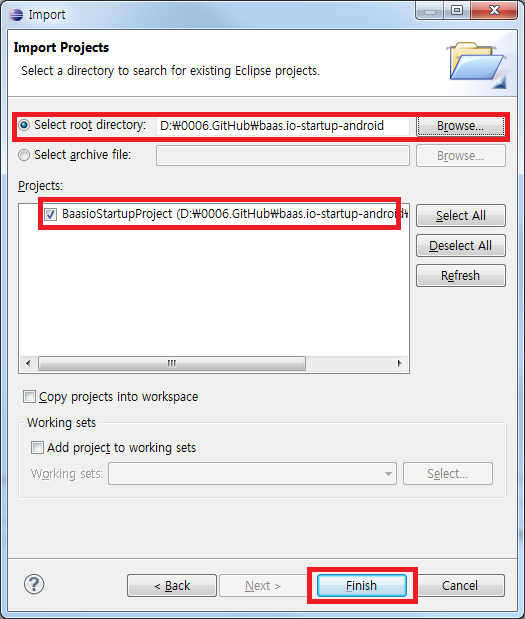 Import
Import Projects
Select a directory to search for existing Eclipse projects.
Select root directory: D:₩0006.GitHub₩baas.io-startup-android Browse...
Select archive file: Browse...
Projects:
BaasioStartupProject (D:₩0006.GitHub₩baas.io-startup-android₩
Select All
Deselect All
Refresh
Copy projects into workspace
Working sets
Add project to working sets
Working sets: Select...
? < Back Next > Finish Cancel